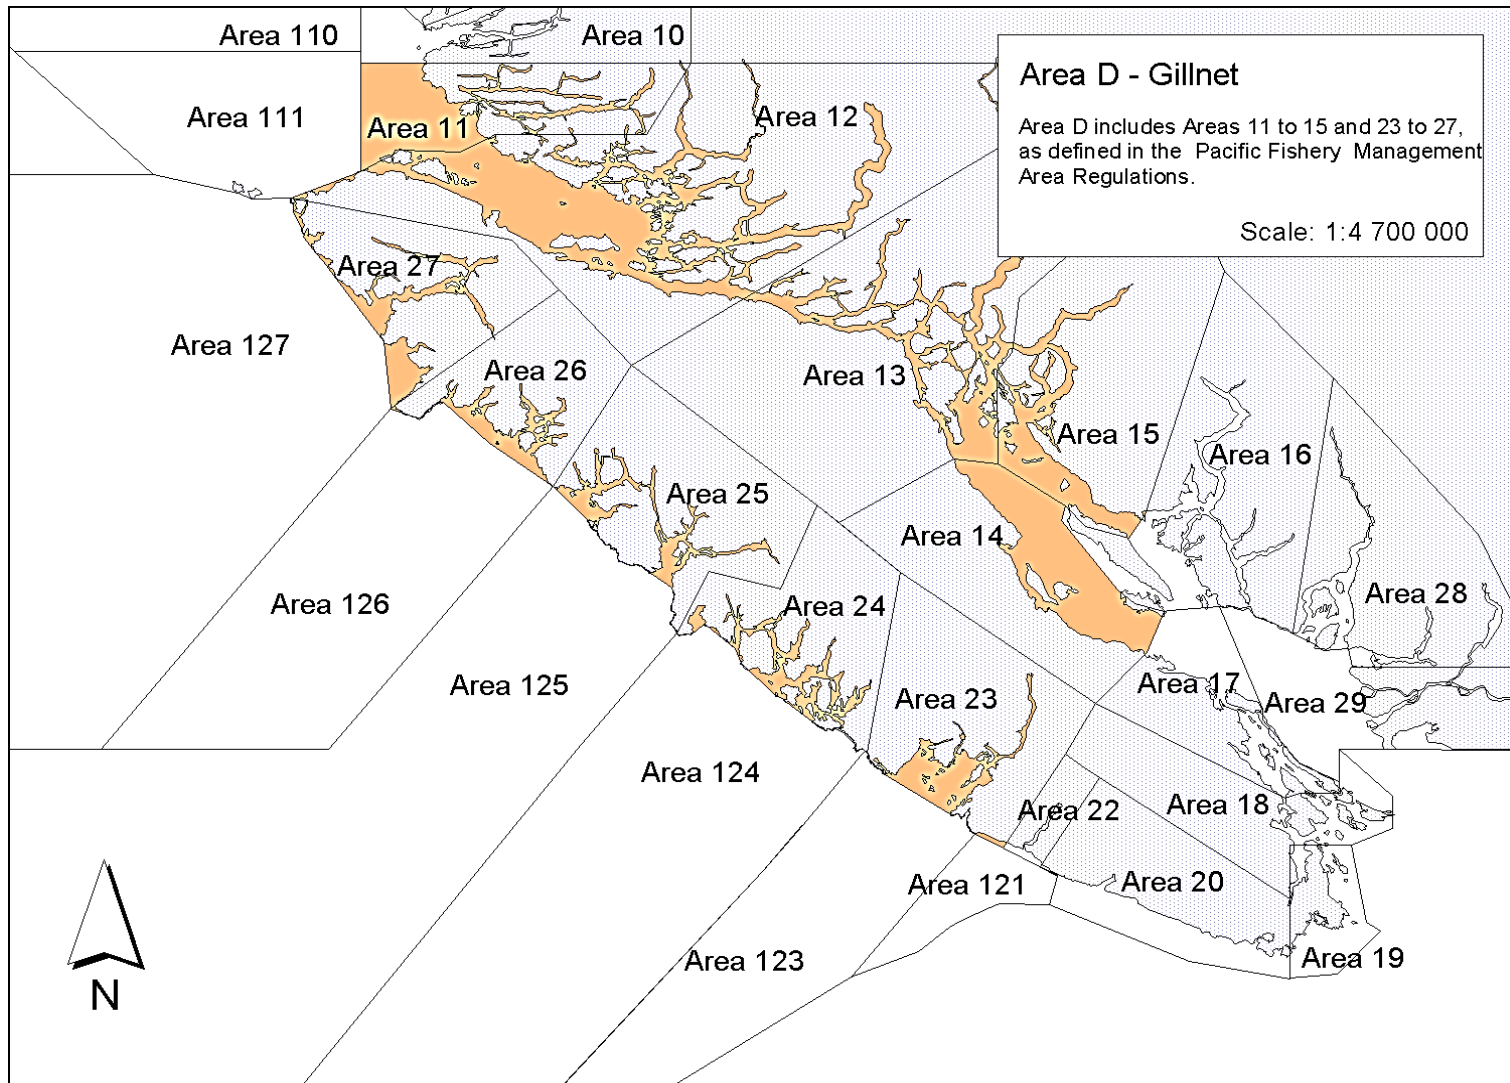 Area 110
Area 10
Area D - Gillnet
Area D includes Areas 11 to 15 and 23 to 27,
as defined in the Pacific Fishery Management
Area Regulations.
Scale: 1:4 700 000
Area 111
Area 11
Area 12
Area 27
Area 127
Area 26
Area 13
Area 15
Area 16
Area 25
Area 14
Area 126
Area 24
Area 28
Area 125
Area 23
Area 17
Area 29
Area 124
Area 22
Area 18
Area 121
Area 20
Area 123
Area 19
N